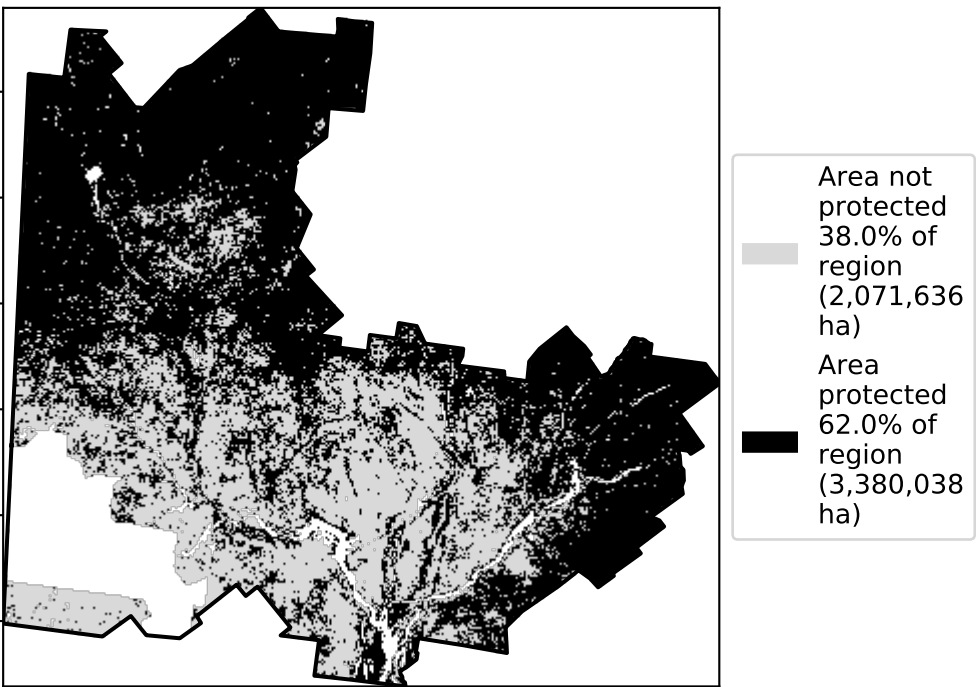 Area not
protected
38.0% of
region
(2,071,636
ha)
Area
protected
62.0% of
region
(3,380,038
ha)